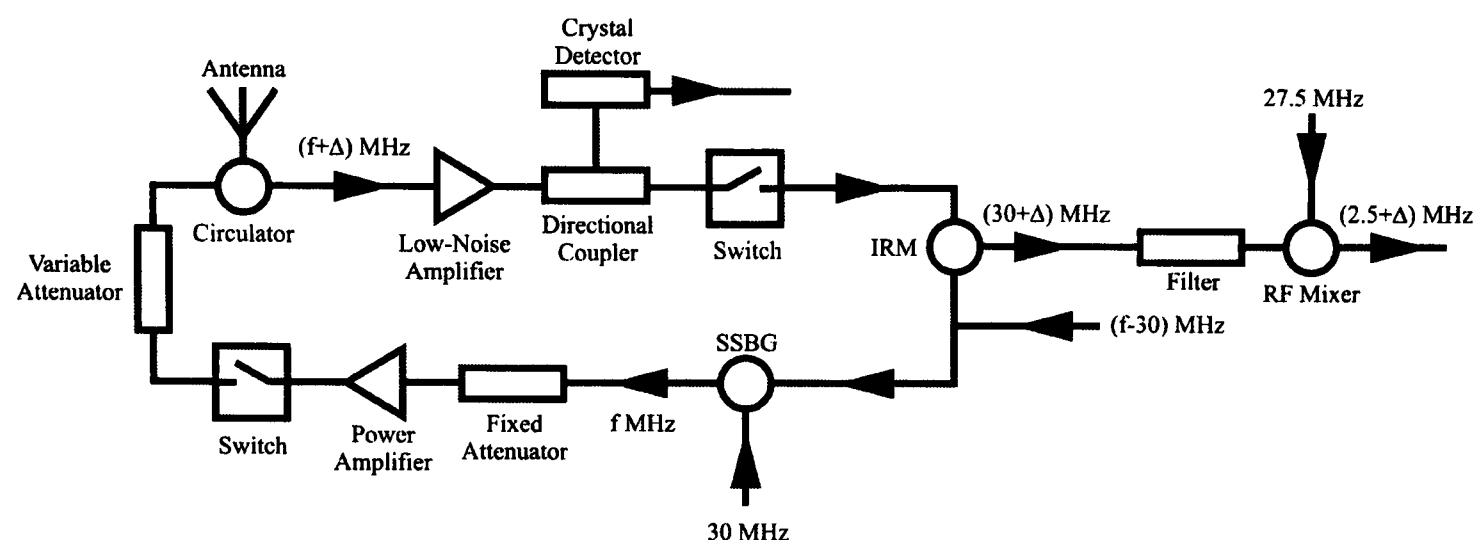 Crystal
Detector
Antenna
27.5 MHz
(f+Δ) MHz
Circulator
Low-Noise
Amplifier
Directional
Coupler
Switch
IRM
(30+Δ) MHz
Filter
(2.5+Δ) MHz
RF Mixer
Variable
Attenuator
(f-30) MHz
SSBG
Switch
Power
Amplifier
Fixed
Attenuator
f MHz
30 MHz